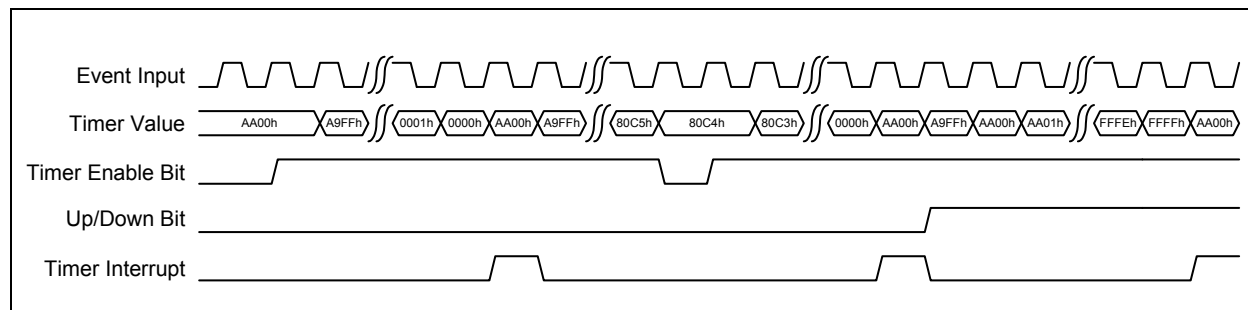 Event Input
Timer Value AA00h A9FFh 0001h 0000h AA00h A9FFh 80C5h 80C4h 80C3h 0000h AA00h A9FFh AA00h AA01h FFFEh FFFFh AA00h
Timer Enable Bit
Up/Down Bit
Timer Interrupt